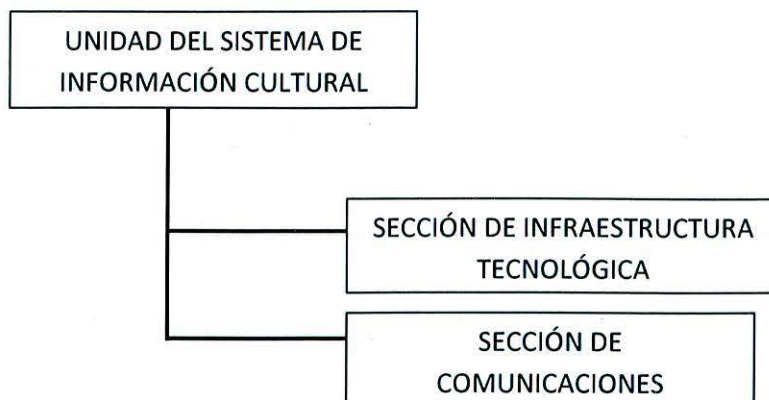 UNIDAD DEL SISTEMA DE
INFORMACIÓN CULTURAL
SECCIÓN DE INFRAESTRUCTURA
TECNOLÓGICA
SECCIÓN DE
COMUNICACIONES